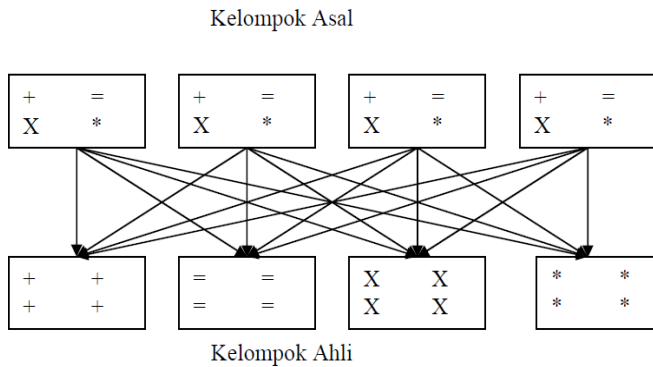 Kelompok Asal
+ = + = + = + =
X * X * X * X *
+ + = = X X * *
+ + = = X X * *
Kelompok Ahli